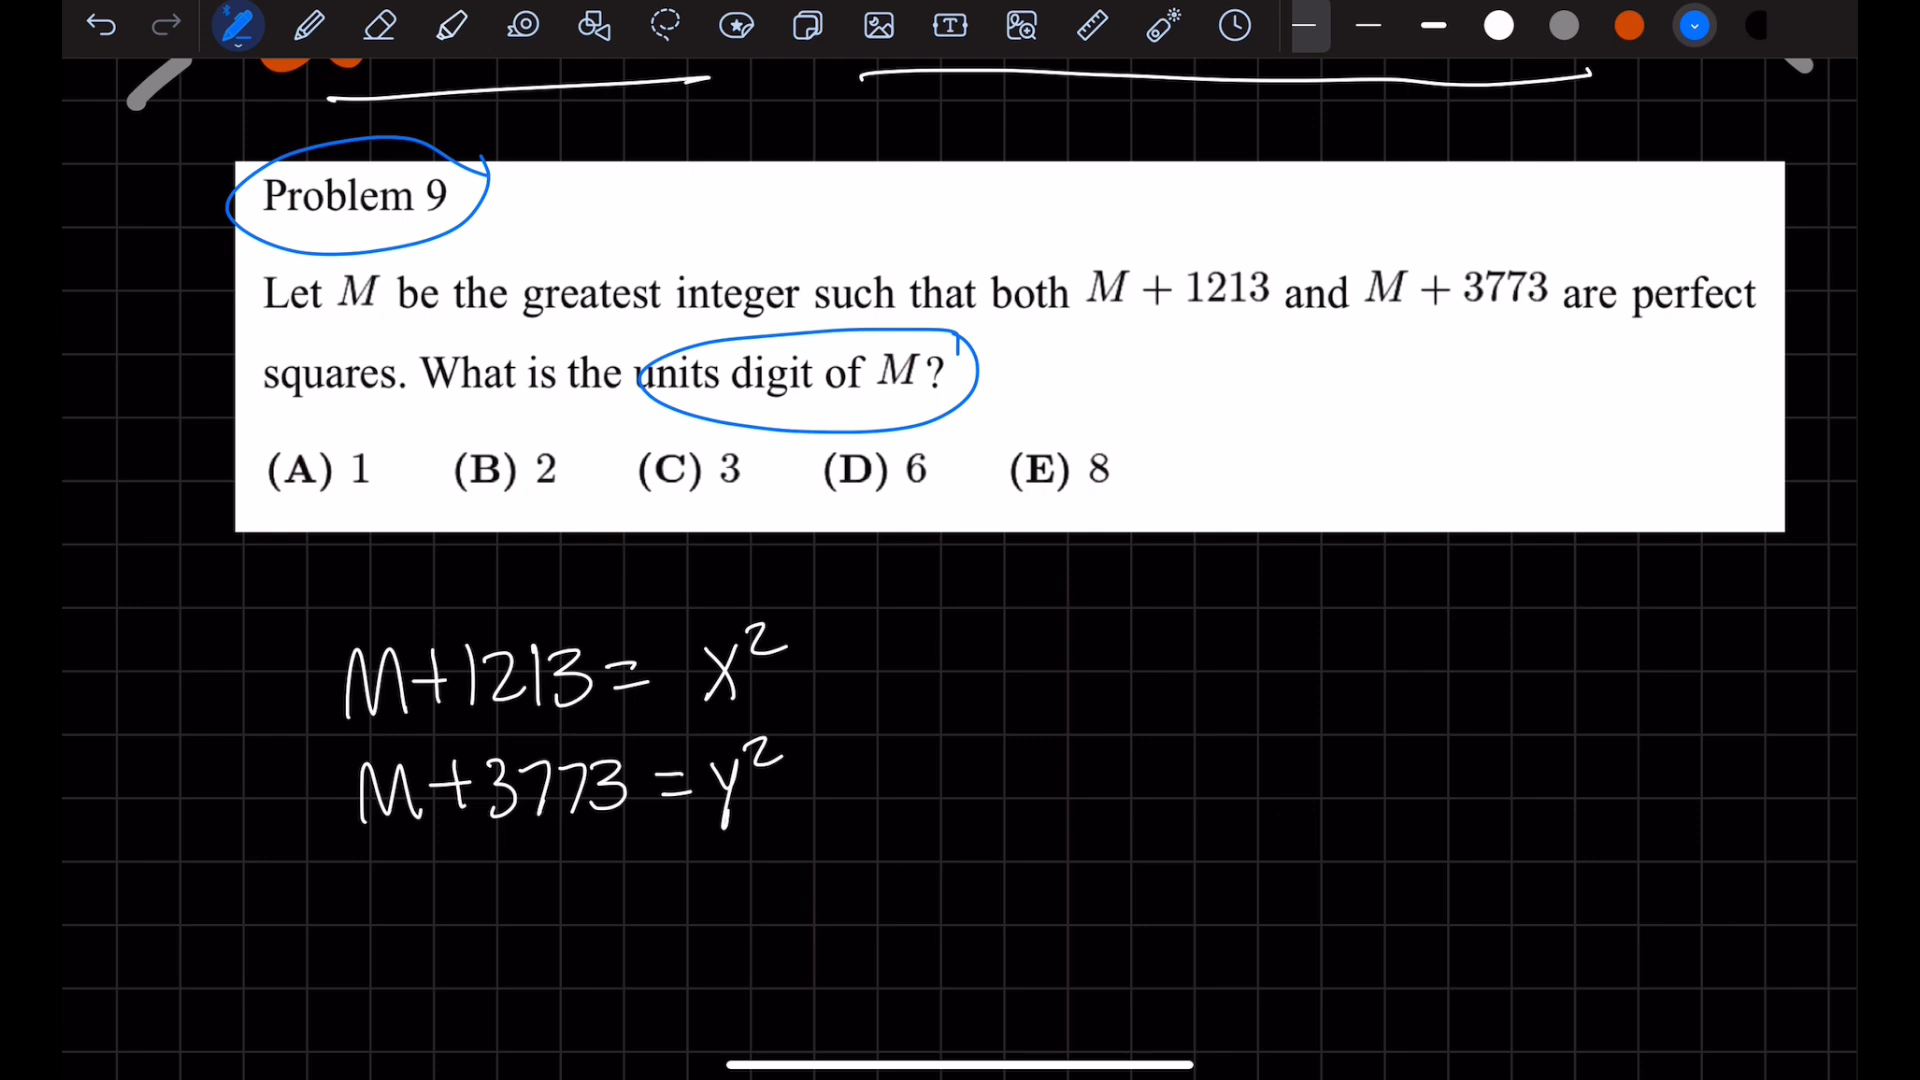 Problem 9
Let M be the greatest integer such that both M + 1213 and M + 3773 are perfect
squares. What is the units digit of M?
(A) 1 (B) 2 (C) 3 (D) 6 (E) 8
M+1213= x²
M+3773 = y²